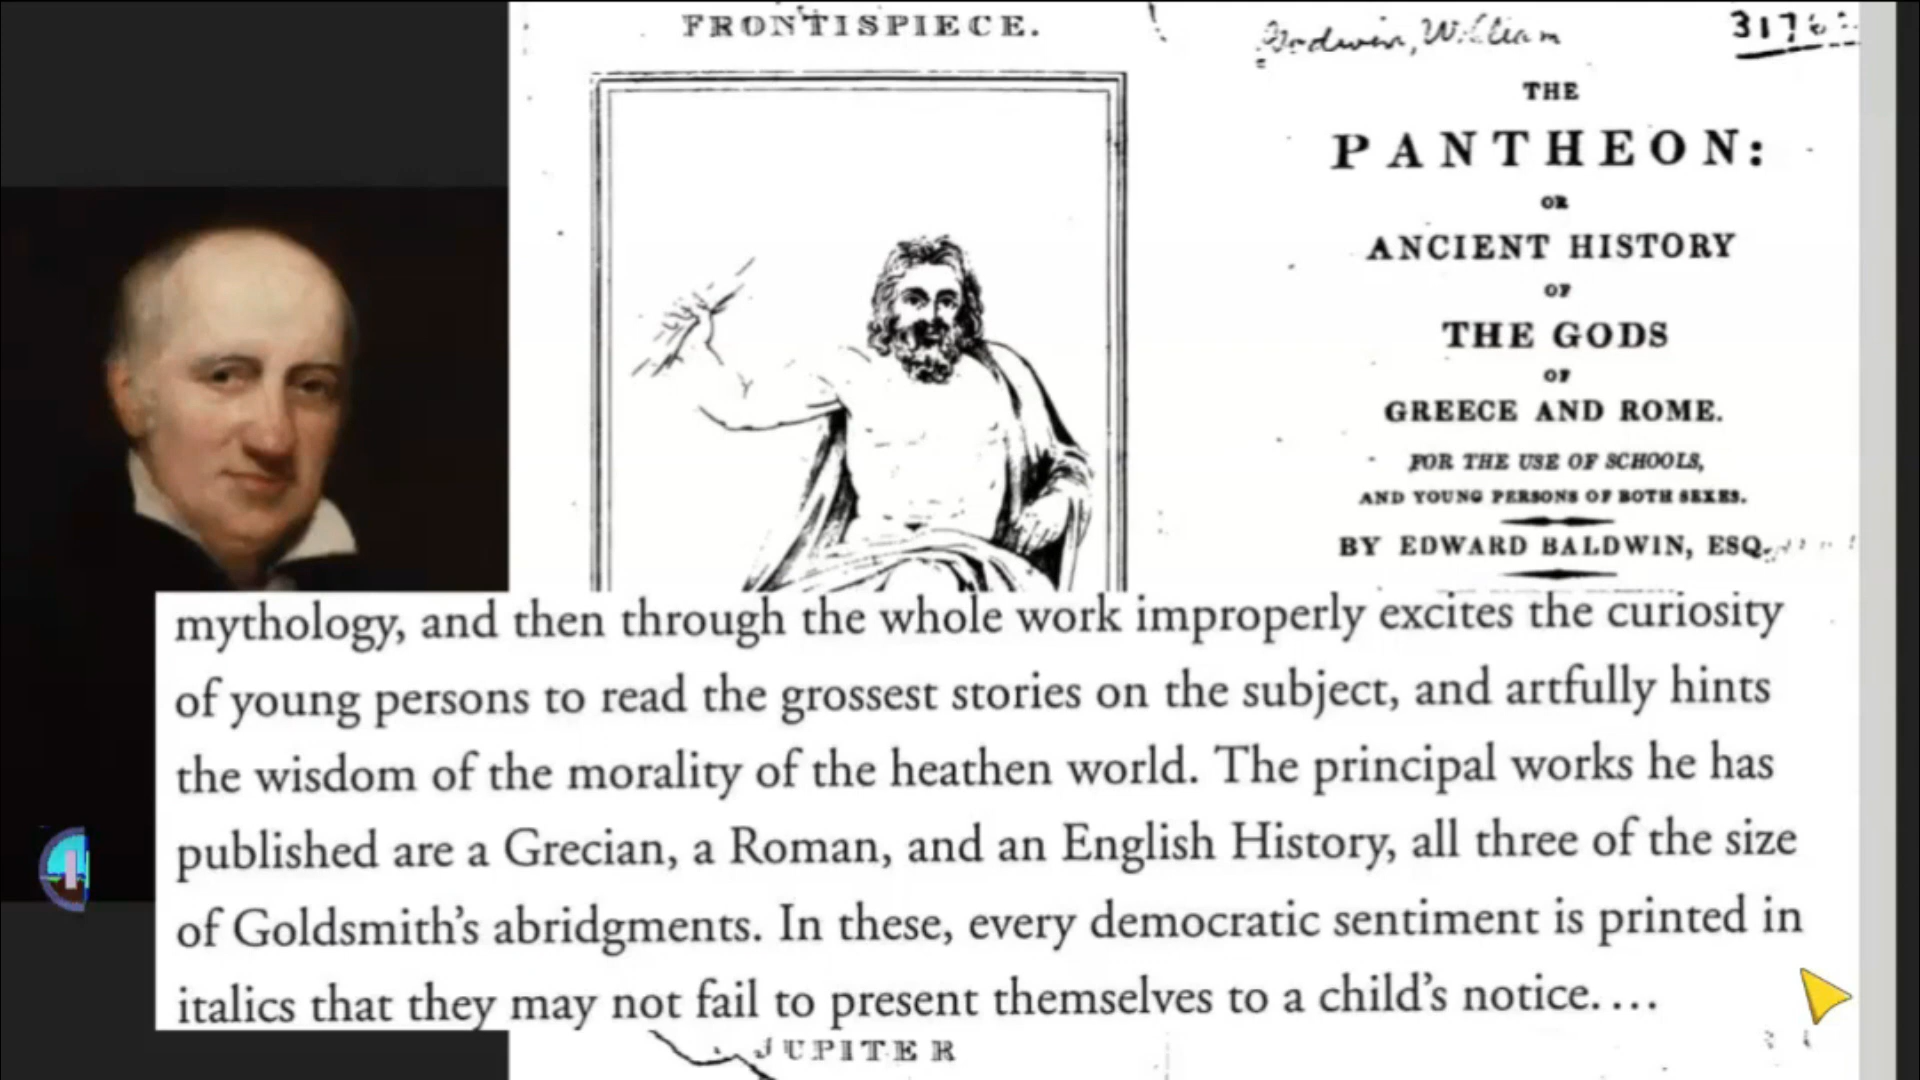 FRONTISPIECE.
Godwin, William
THE
PANTHEON:
OR
ANCIENT HISTORY
OF
THE GODS
OF
GREECE AND ROME.
FOR THE USE OF SCHOOLS,
AND YOUNG PERSONS OF BOTH SEXES.
BY EDWARD BALDWIN, ESQ.
mythology, and then through the whole work improperly excites the curiosity
of young persons to read the grossest stories on the subject, and artfully hints
the wisdom of the morality of the heathen world. The principal works he has
published are a Grecian, a Roman, and an English History, all three of the size
of Goldsmith's abridgments. In these, every democratic sentiment is printed in
italics that they may not fail to present themselves to a child's notice....
JUPITER